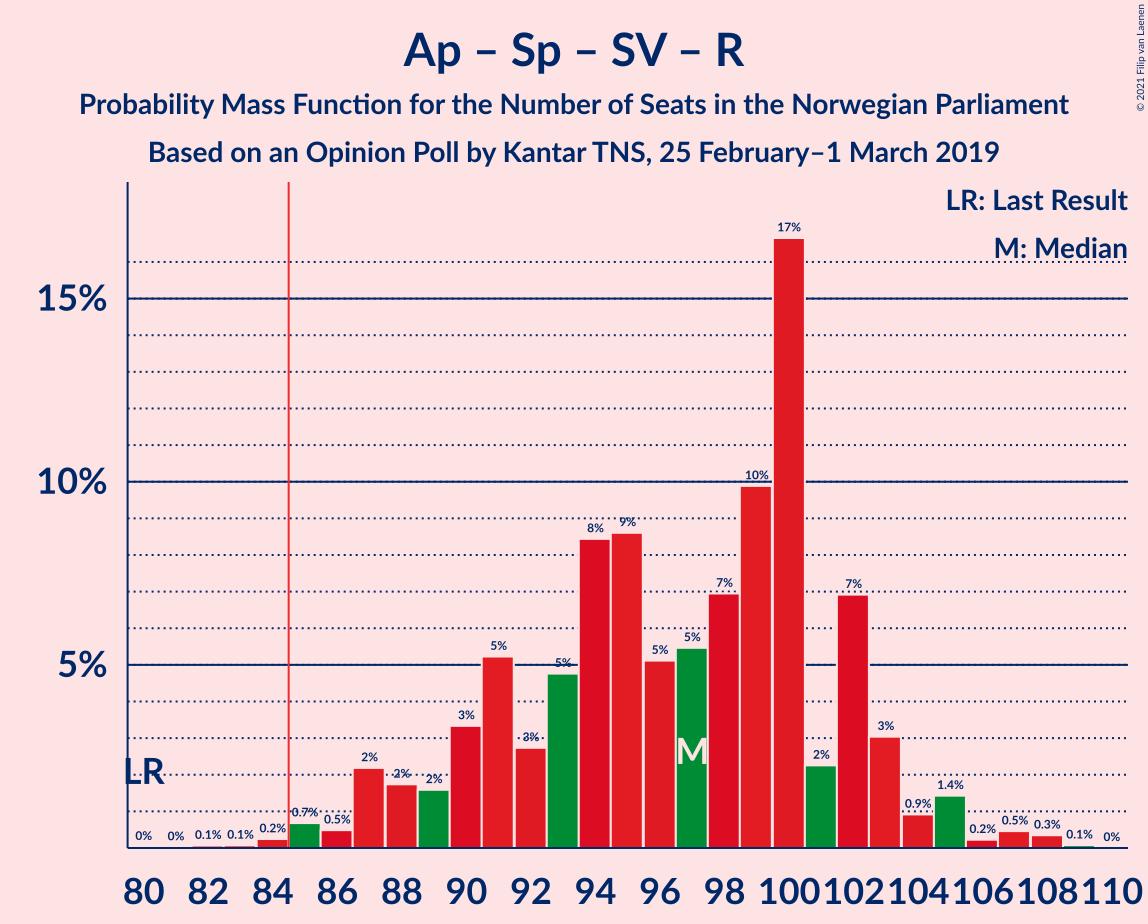 Ap – Sp – SV – R
Probability Mass Function for the Number of Seats in the Norwegian Parliament
Based on an Opinion Poll by Kantar TNS, 25 February–1 March 2019
© 2021 Filip van Laenen
LR: Last Result
M: Median
15%
10%
5%
LR
M
0% 0% 0.1% 0.1% 0.2% 0.7% 0.5% 2% 2% 2% 3% 5% 3% 5% 8% 9% 5% 5% 7% 10% 17% 2% 7% 3% 0.9% 1.4% 0.2% 0.5% 0.3% 0.1% 0%
80 82 84 86 88 90 92 94 96 98 100 102 104 106 108 110